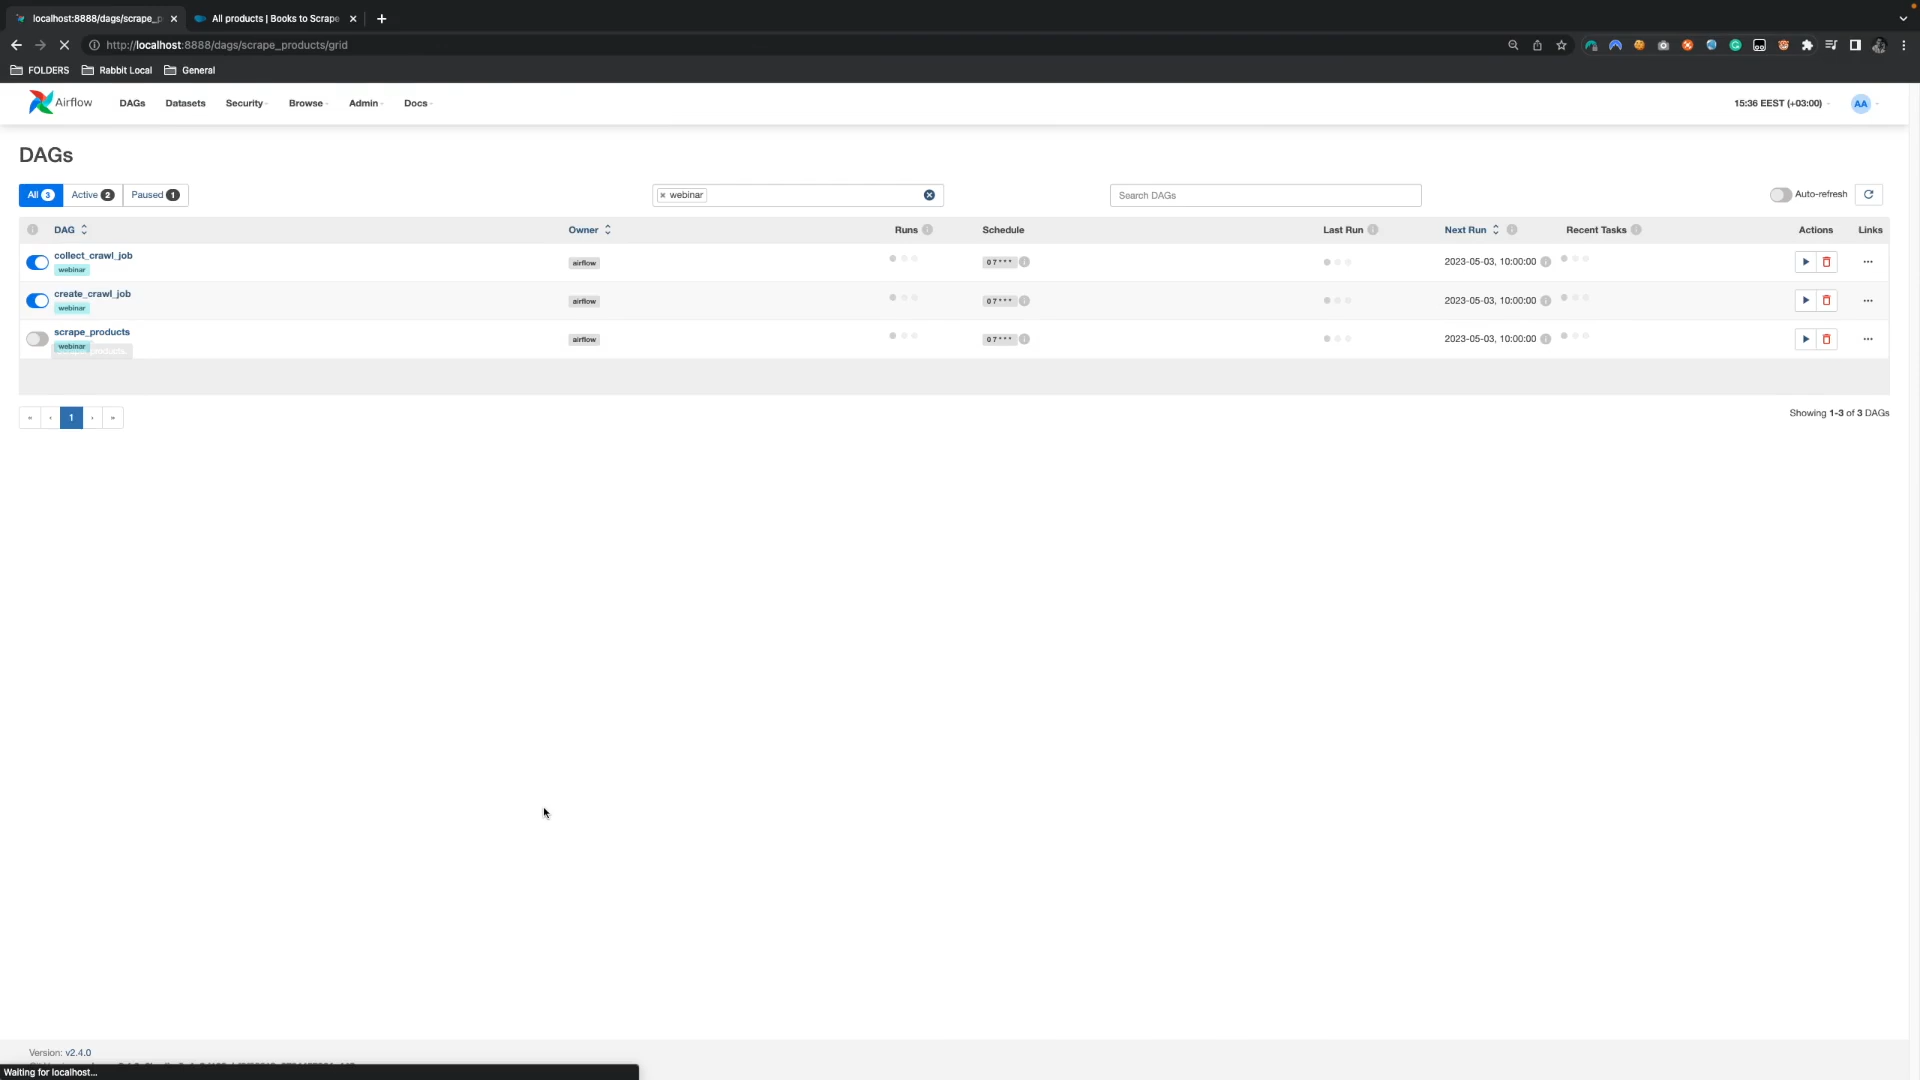 localhost:8888/dags/scrape_p
All products | Books to Scrape
http://localhost:8888/dags/scrape_products/grid
FOLDERS Rabbit Local General
Airflow DAGs Datasets Security Browse Admin Docs 15:36 EEST (+03:00) AA
DAGs
All 3 Active 2 Paused 1 × webinar Search DAGs Auto-refresh
DAG Owner Runs Schedule Last Run Next Run Recent Tasks Actions Links
collect_crawl_job
webinar
airflow 0 7 * * * 2023-05-03, 10:00:00
create_crawl_job
webinar
airflow 0 7 * * * 2023-05-03, 10:00:00
scrape_products
webinar
airflow 0 7 * * * 2023-05-03, 10:00:00
« ‹ 1 › »
Showing 1-3 of 3 DAGs
Version: v2.4.0
Waiting for localhost...